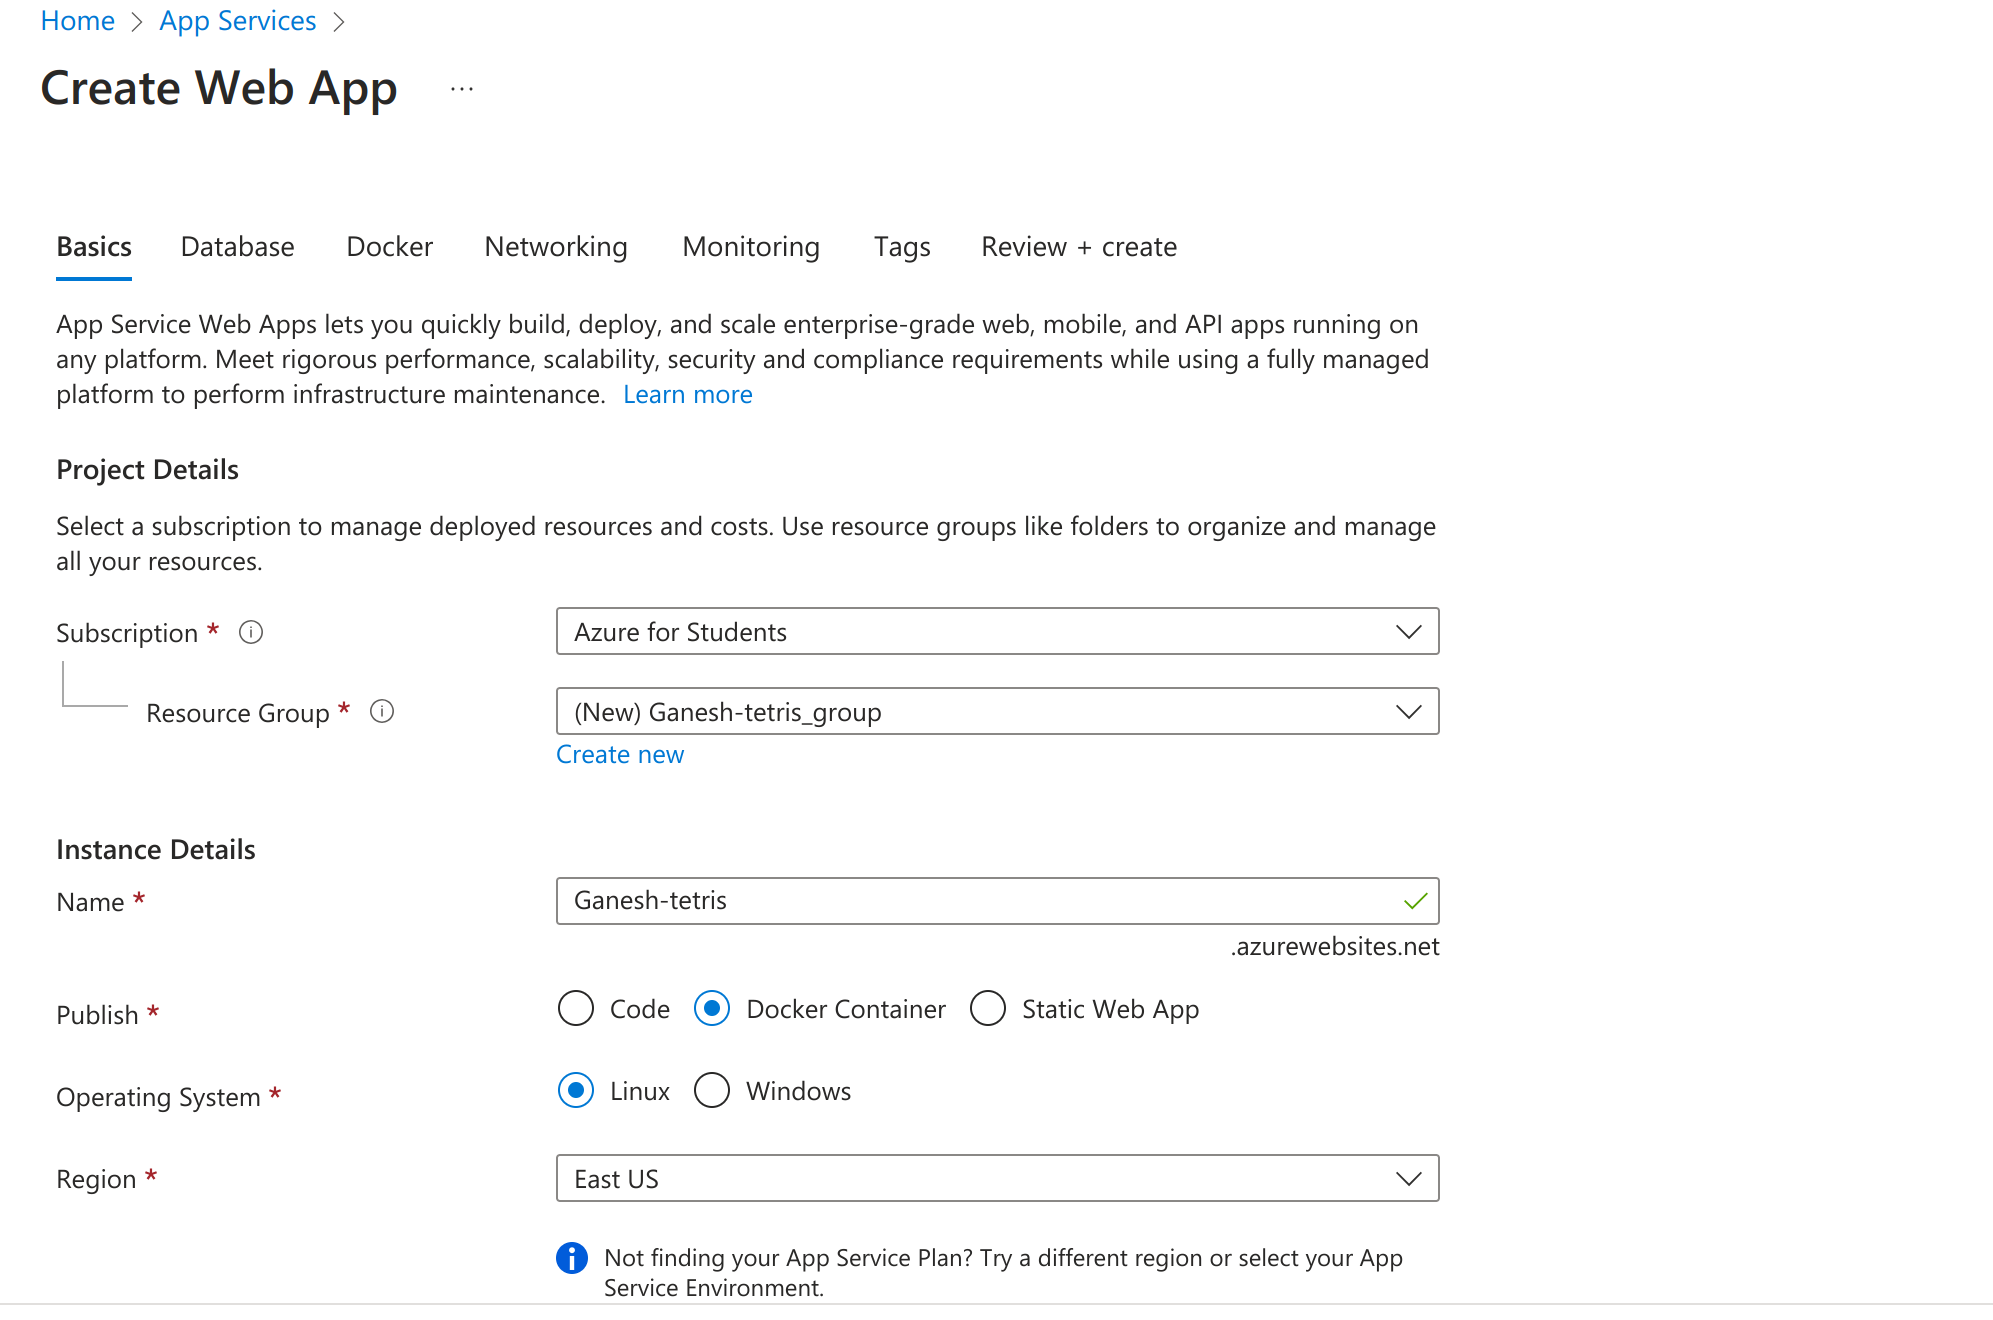 Home > App Services >
Create Web App ...
Basics Database Docker Networking Monitoring Tags Review + create
App Service Web Apps lets you quickly build, deploy, and scale enterprise-grade web, mobile, and API apps running on
any platform. Meet rigorous performance, scalability, security and compliance requirements while using a fully managed
platform to perform infrastructure maintenance. Learn more
Project Details
Select a subscription to manage deployed resources and costs. Use resource groups like folders to organize and manage
all your resources.
Subscription * Azure for Students
Resource Group * (New) Ganesh-tetris_group
Create new
Instance Details
Name * Ganesh-tetris
.azurewebsites.net
Publish * Code Docker Container Static Web App
Operating System * Linux Windows
Region * East US
Not finding your App Service Plan? Try a different region or select your App
Service Environment.